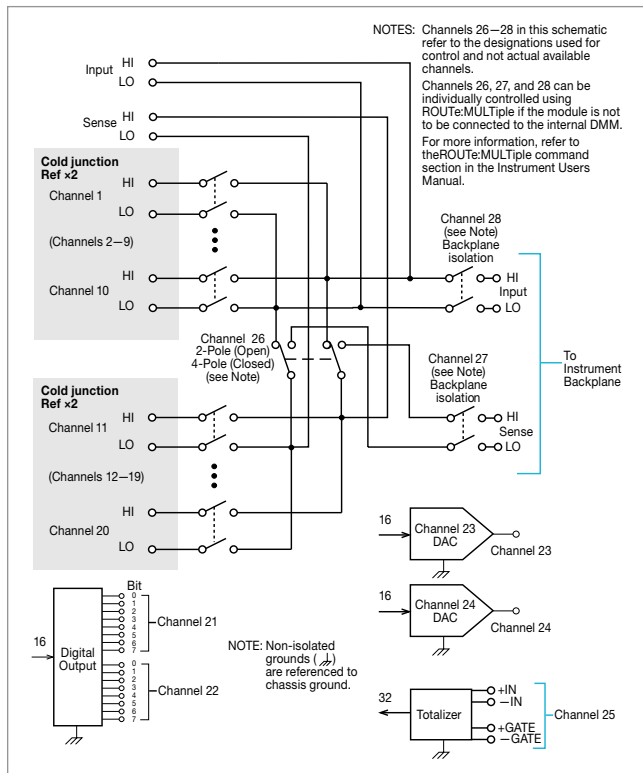 NOTES: Channels 26—28 in this schematic
refer to the designations used for
control and not actual available
channels.
Channels 26, 27, and 28 can be
individually controlled using
ROUTe:MULTiple if the module is not
to be connected to the internal DMM.
For more information, refer to
theROUTe:MULTiple command
section in the Instrument Users
Manual.
Input HI
LO
Sense HI
LO
Cold junction
Ref ×2
HI
Channel 1
LO
(Channels 2—9)
HI
Channel 10
LO
Channel 28
(see Note)
Backplane
isolation
HI
Input
LO
Channel 26
2-Pole (Open)
4-Pole (Closed)
(see Note)
Channel 27
(see Note)
Backplane
isolation
HI
Sense
LO
To
Instrument
Backplane
Cold junction
Ref ×2
HI
Channel 11
LO
(Channels 12—19)
HI
Channel 20
LO
16
Channel 23
DAC
Channel 23
16
Channel 24
DAC
Channel 24
Bit
0
1
2
3
4
5
6
7
Channel 21
16
Digital
Output
0
1
2
3
4
5
6
7
Channel 22
NOTE: Non-isolated
grounds ( )
are referenced to
chassis ground.
32
Totalizer
+IN
—IN
+GATE
—GATE
Channel 25